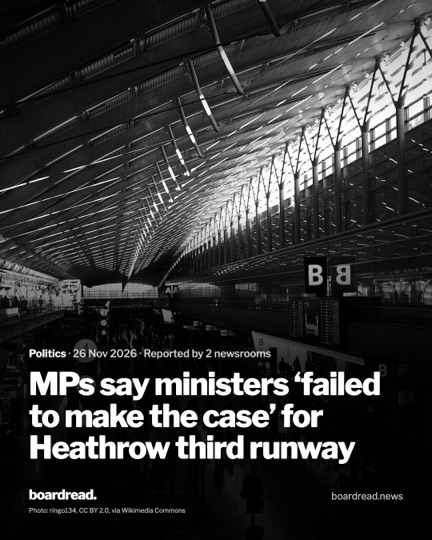 B B
Politics · 26 Nov 2026 · Reported by 2 newsrooms
MPs say ministers ‘failed
to make the case’ for
Heathrow third runway
boardread.
boardread.news
Photo: ringo134, CC BY 2.0, via Wikimedia Commons